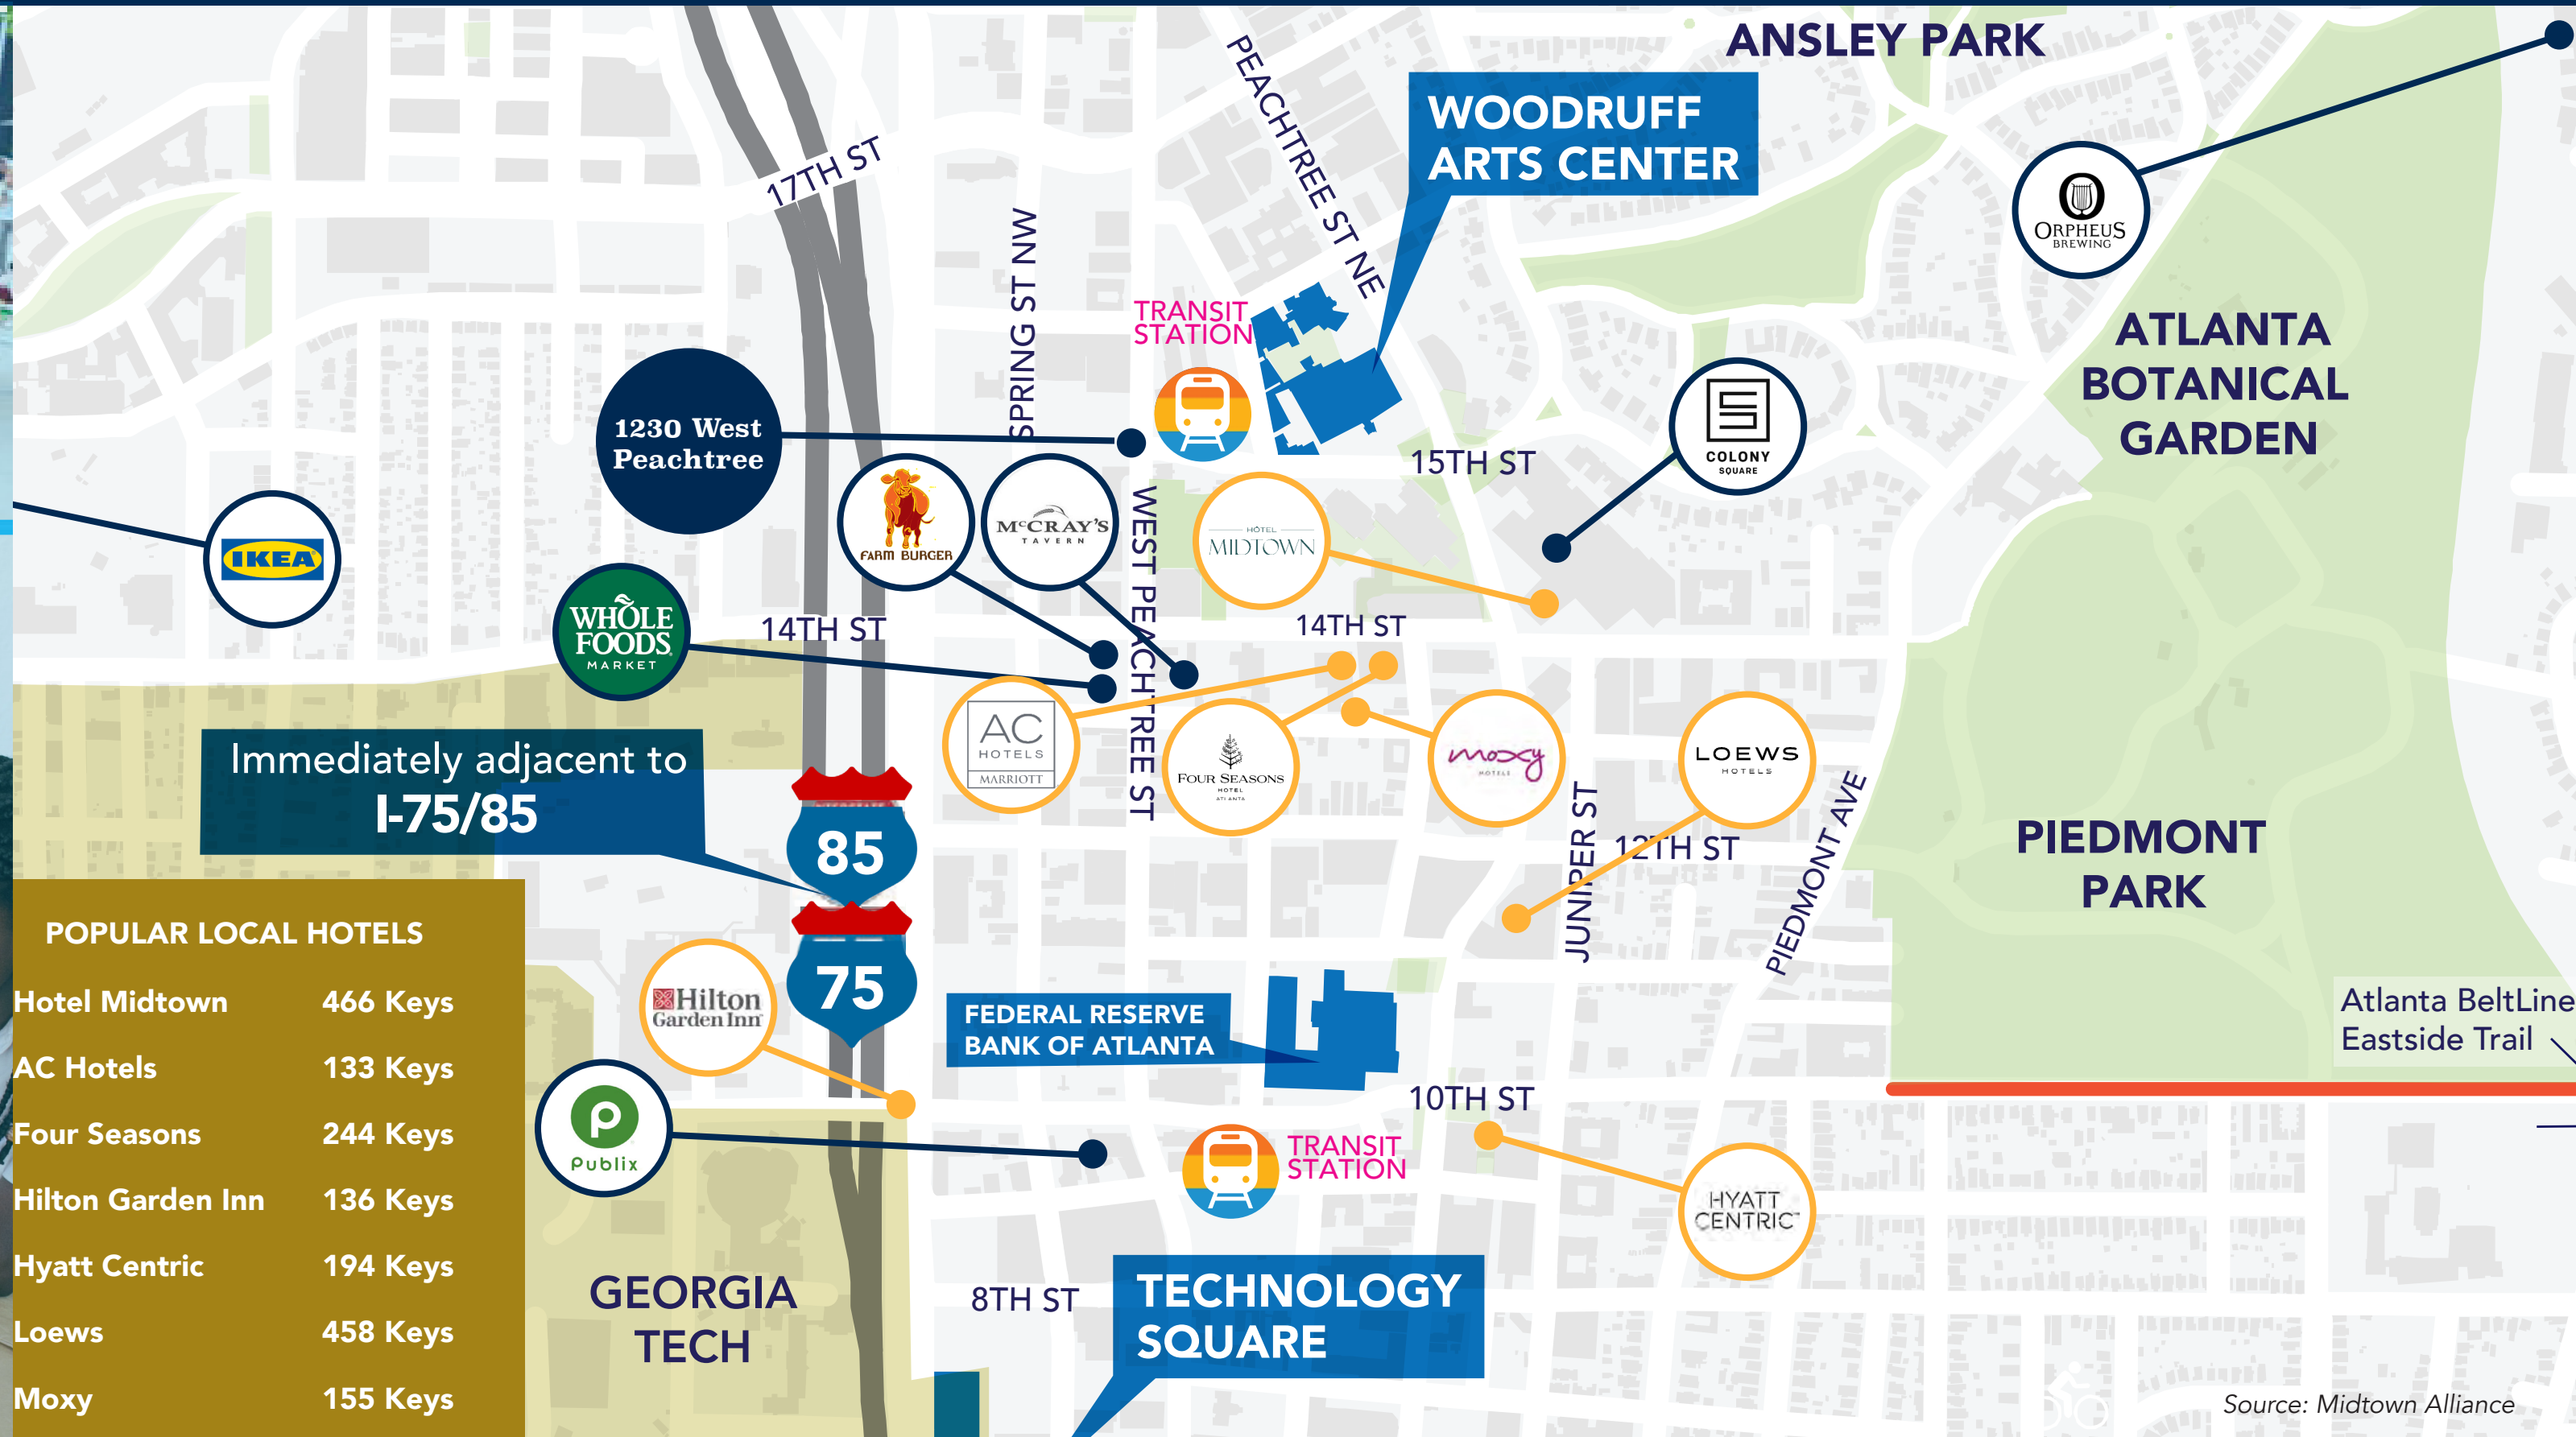 ANSLEY PARK
PEACHTREE ST NE
WOODRUFF
ARTS CENTER
17TH ST
ORPHEUS
BREWING
SPRING ST NW
TRANSIT
STATION
ATLANTA
BOTANICAL
GARDEN
1230 West
Peachtree
COLONY
SQUARE
15TH ST
FARM BURGER
McCRAY'S
TAVERN
WEST PEACHTREE ST
HÔTEL
MIDTOWN
IKEA
WHOLE
FOODS
MARKET
14TH ST
14TH ST
AC
HOTELS
MARRIOTT
FOUR SEASONS
HOTEL
ATLANTA
moxy
HOTELS
LOEWS
HOTELS
Immediately adjacent to
I-75/85
85
75
JUNIPER ST
12TH ST
PIEDMONT AVE
PIEDMONT
PARK
POPULAR LOCAL HOTELS
Hotel Midtown 466 Keys
AC Hotels 133 Keys
Four Seasons 244 Keys
Hilton Garden Inn 136 Keys
Hyatt Centric 194 Keys
Loews 458 Keys
Moxy 155 Keys
Hilton
Garden Inn
FEDERAL RESERVE
BANK OF ATLANTA
Atlanta BeltLine
Eastside Trail
10TH ST
P
Publix
TRANSIT
STATION
HYATT
CENTRIC
GEORGIA
TECH
8TH ST
TECHNOLOGY
SQUARE
Source: Midtown Alliance